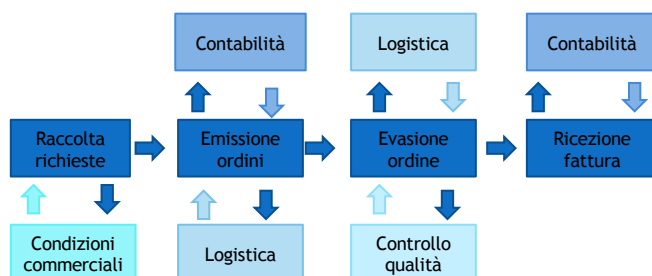 Contabilità
Logistica
Contabilità
Raccolta
richieste
Emissione
ordini
Evasione
ordine
Ricezione
fattura
Condizioni
commerciali
Logistica
Controllo
qualità